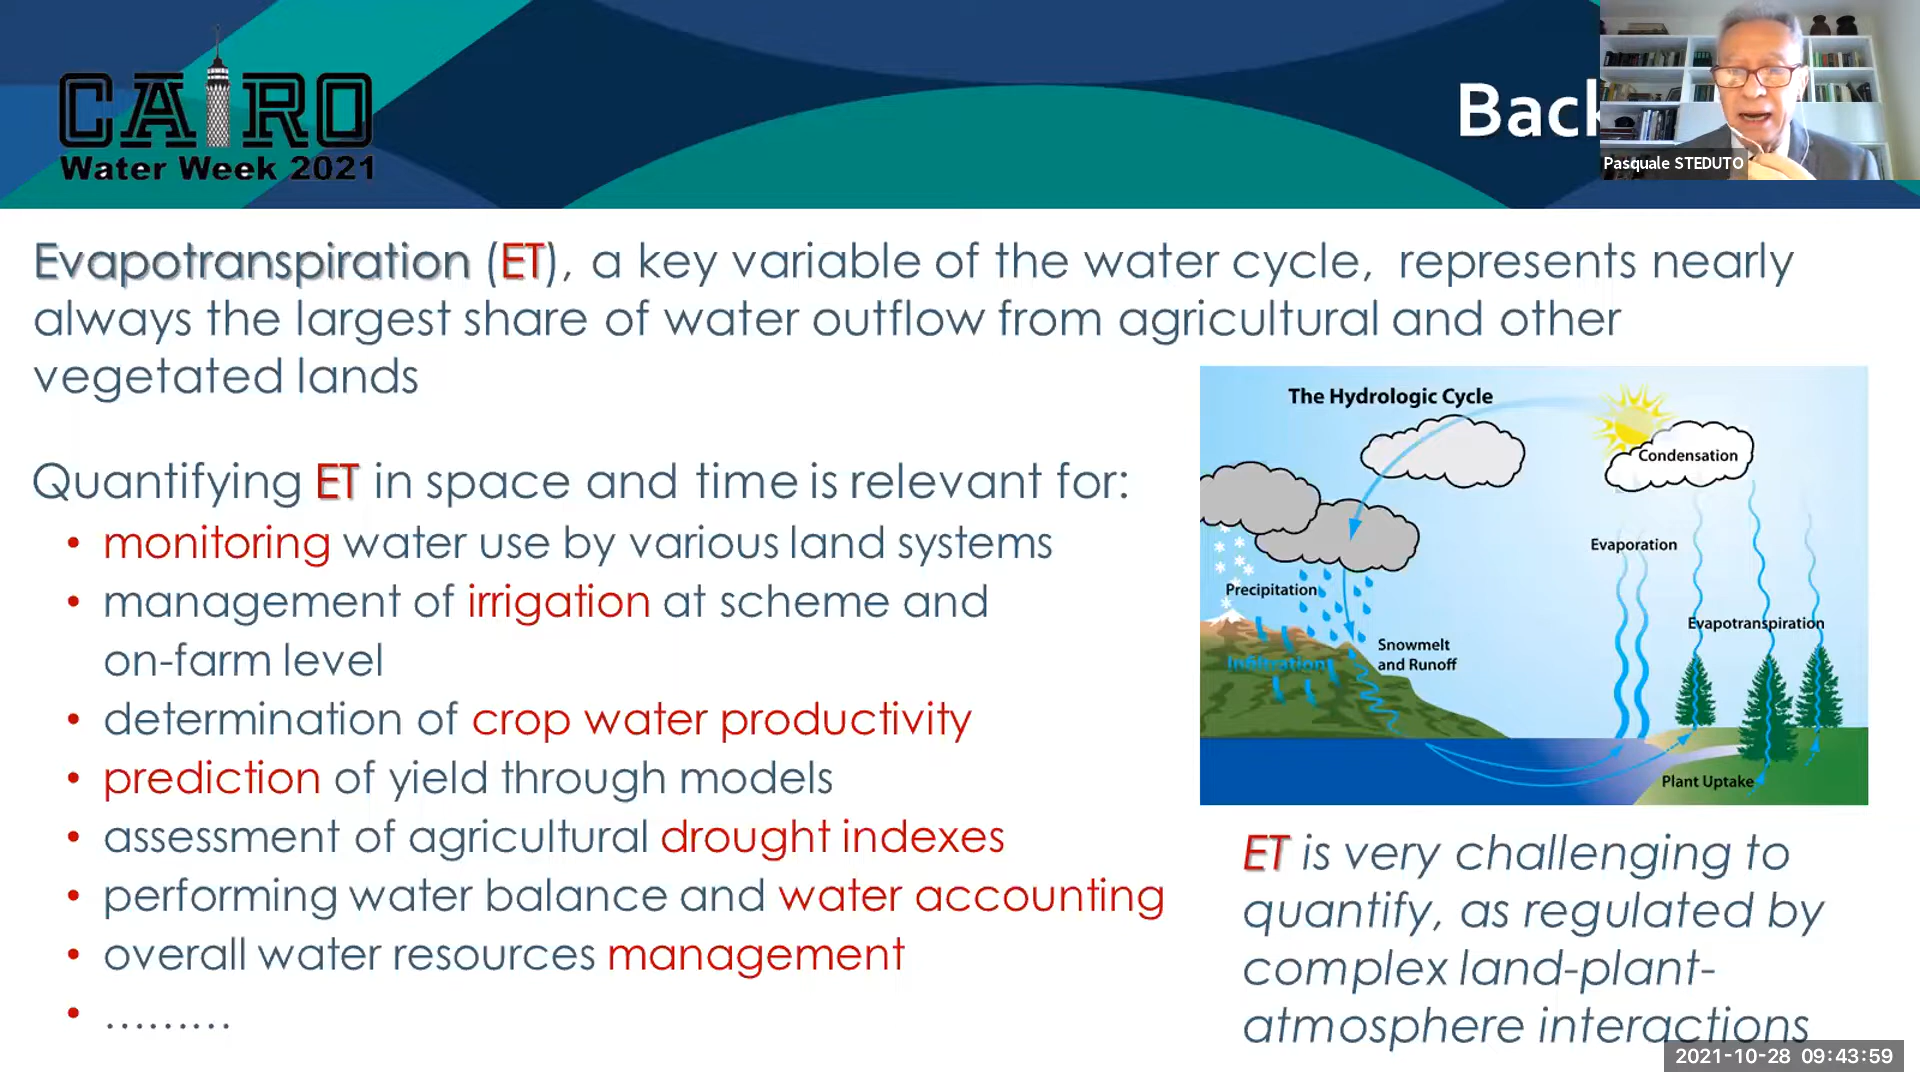 CAIRO
Water Week 2021
Back
Pasquale STEDUTO
Evapotranspiration (ET), a key variable of the water cycle, represents nearly
always the largest share of water outflow from agricultural and other
vegetated lands
Quantifying ET in space and time is relevant for:
• monitoring water use by various land systems
• management of irrigation at scheme and
on-farm level
• determination of crop water productivity
• prediction of yield through models
• assessment of agricultural drought indexes
• performing water balance and water accounting
• overall water resources management
• .........
The Hydrologic Cycle
Condensation
Evaporation
Precipitation
Evapotranspiration
Snowmelt
and Runoff
Infiltration
Plant Uptake
ET is very challenging to
quantify, as regulated by
complex land-plant-
atmosphere interactions
2021-10-28 09:43:59